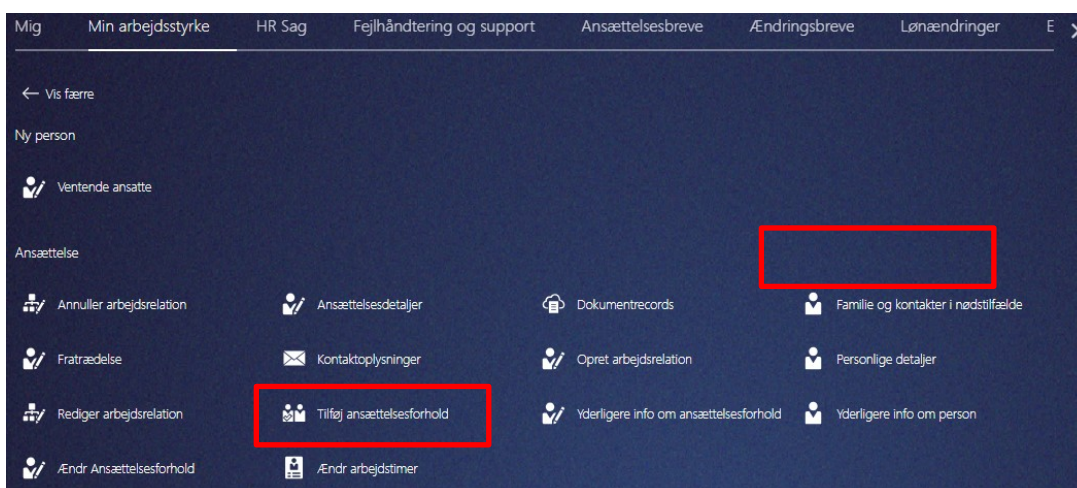 Mig Min arbejdsstyrke HR Sag Fejlhåndtering og support Ansættelsesbreve Ændringsbreve Lønændringer E
Vis færre
Ny person
Ventende ansatte
Ansættelse
Annuller arbejdsrelation Ansættelsesdetaljer Dokumentrecords Familie og kontakter i nødstilfælde
Fratrædelse Kontaktoplysninger Opret arbejdsrelation Personlige detaljer
Rediger arbejdsrelation Tilføj ansættelsesforhold Yderligere info om ansættelsesforhold Yderligere info om person
Ændr Ansættelsesforhold Ændr arbejdstimer